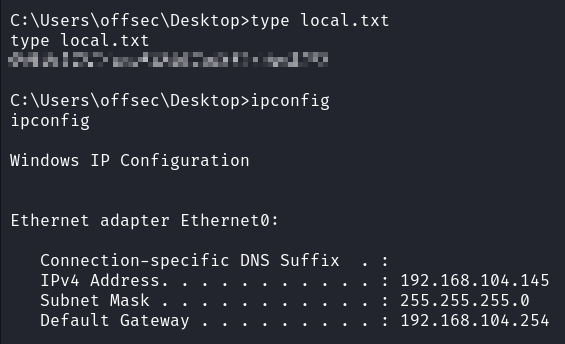 C:\Users\offsec\Desktop>type local.txt
type local.txt
C:\Users\offsec\Desktop>ipconfig
ipconfig
Windows IP Configuration
Ethernet adapter Ethernet0:
Connection-specific DNS Suffix  . :
IPv4 Address. . . . . . . . . . . : 192.168.104.145
Subnet Mask . . . . . . . . . . . : 255.255.255.0
Default Gateway . . . . . . . . . : 192.168.104.254